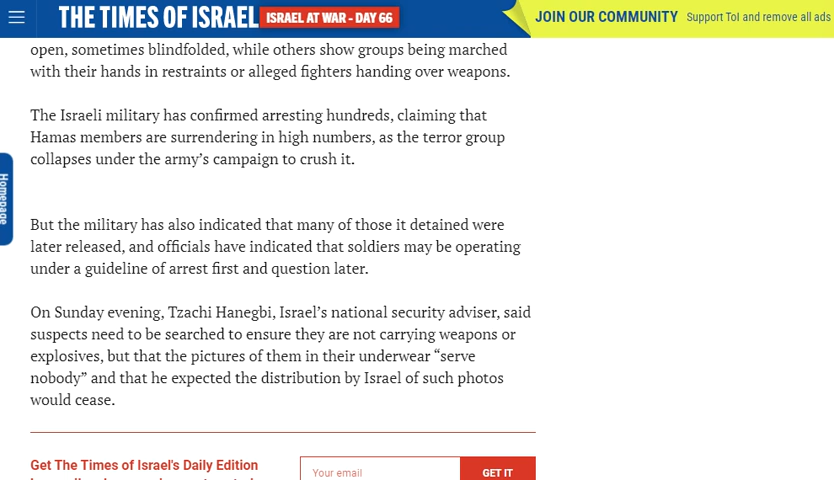 THE TIMES OF ISRAEL
ISRAEL AT WAR - DAY 66
JOIN OUR COMMUNITY Support ToI and remove all ads
open, sometimes blindfolded, while others show groups being marched
with their hands in restraints or alleged fighters handing over weapons.
The Israeli military has confirmed arresting hundreds, claiming that
Hamas members are surrendering in high numbers, as the terror group
collapses under the army’s campaign to crush it.
Homepage
But the military has also indicated that many of those it detained were
later released, and officials have indicated that soldiers may be operating
under a guideline of arrest first and question later.
On Sunday evening, Tzachi Hanegbi, Israel’s national security adviser, said
suspects need to be searched to ensure they are not carrying weapons or
explosives, but that the pictures of them in their underwear “serve
nobody” and that he expected the distribution by Israel of such photos
would cease.
Get The Times of Israel's Daily Edition
Your email
GET IT